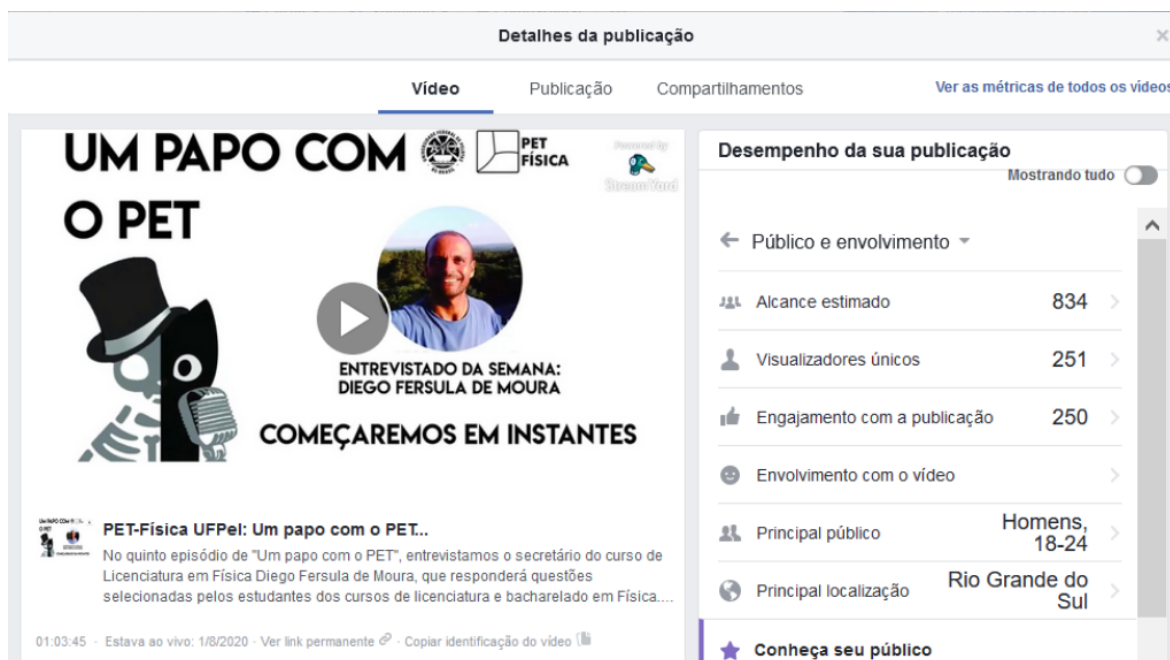 Detalhes da publicação
Vídeo Publicação Compartilhamentos Ver as métricas de todos os vídeos
UM PAPO COM
O PET
PET
FÍSICA
Powered by
StreamYard
ENTREVISTADO DA SEMANA:
DIEGO FERSULA DE MOURA
COMEÇAREMOS EM INSTANTES
PET-Física UFPel: Um papo com o PET...
No quinto episódio de "Um papo com o PET", entrevistamos o secretário do curso de
Licenciatura em Física Diego Fersula de Moura, que responderá questões
selecionadas pelos estudantes dos cursos de licenciatura e bacharelado em Física....
01:03:45 · Estava ao vivo: 1/8/2020 · Ver link permanente · Copiar identificação do vídeo
Desempenho da sua publicação
Mostrando tudo
Público e envolvimento
Alcance estimado 834
Visualizadores únicos 251
Engajamento com a publicação 250
Envolvimento com o vídeo
Principal público Homens,
18-24
Principal localização Rio Grande do
Sul
Conheça seu público